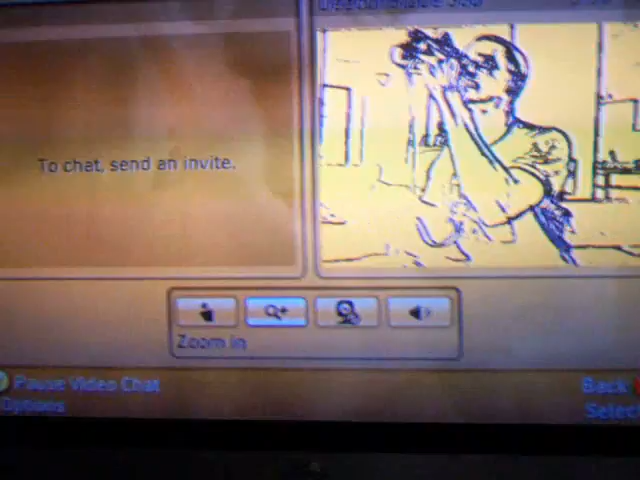 To chat, send an invite.
Zoom in
Pause Video Chat
Options
Back
Select